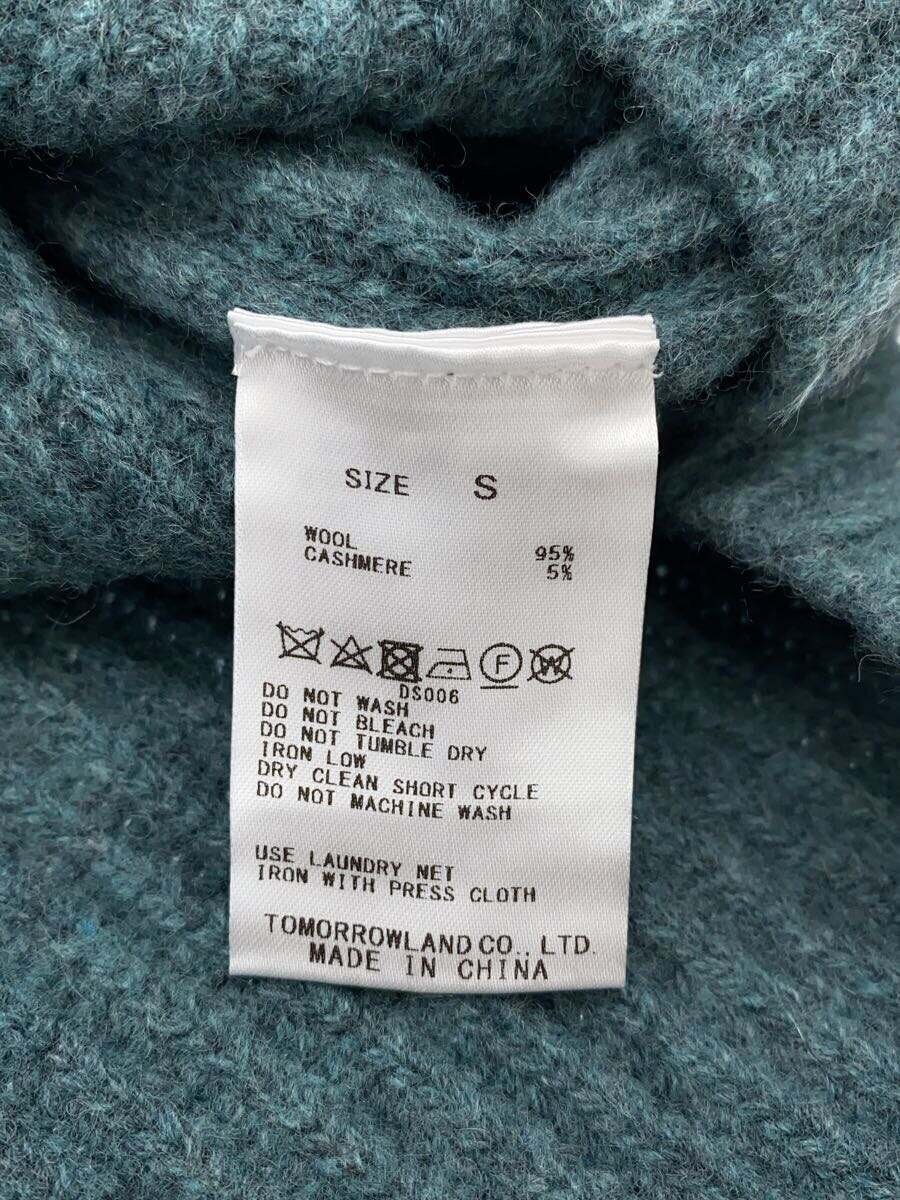 SIZE S
WOOL 95%
CASHMERE 5%
F W
DS006
DO NOT WASH
DO NOT BLEACH
DO NOT TUMBLE DRY
IRON LOW
DRY CLEAN SHORT CYCLE
DO NOT MACHINE WASH
USE LAUNDRY NET
IRON WITH PRESS CLOTH
TOMORROWLAND CO., LTD.
MADE IN CHINA